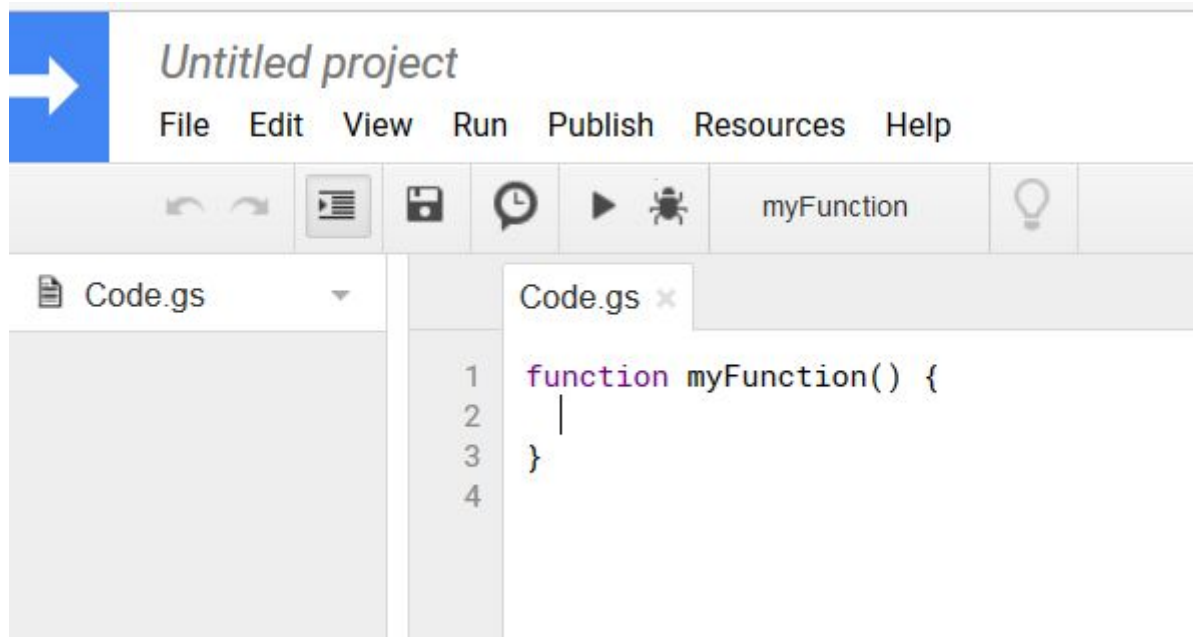 Untitled project
File Edit View Run Publish Resources Help
myFunction
Code.gs
Code.gs
1 function myFunction() {
2
3 }
4